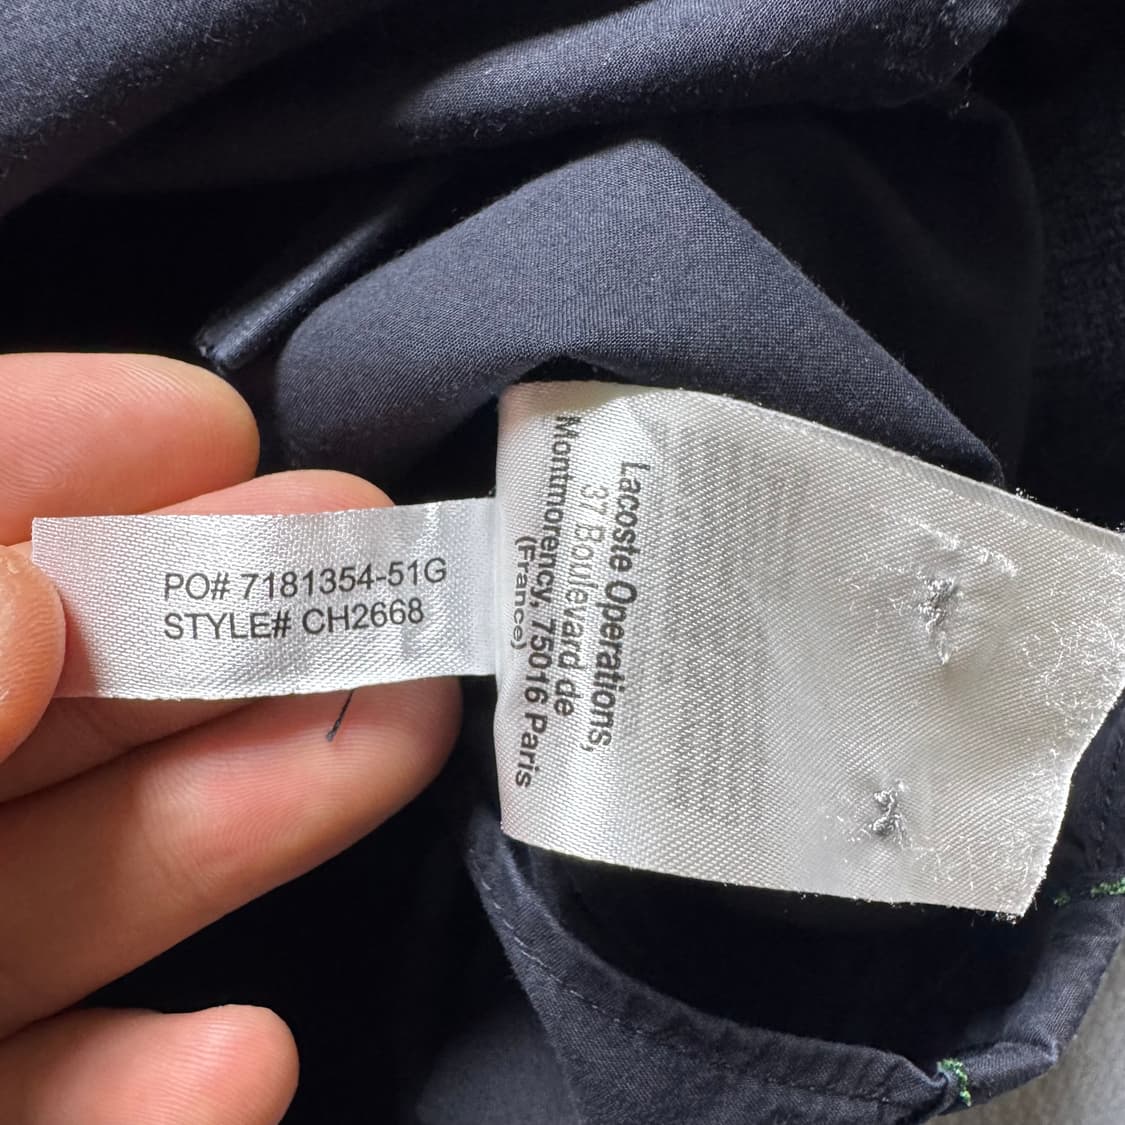 PO# 7181354-51G
STYLE# CH2668
Lacoste Operations,
37 Boulevard de
Montmorency, 75016 Paris
(France)